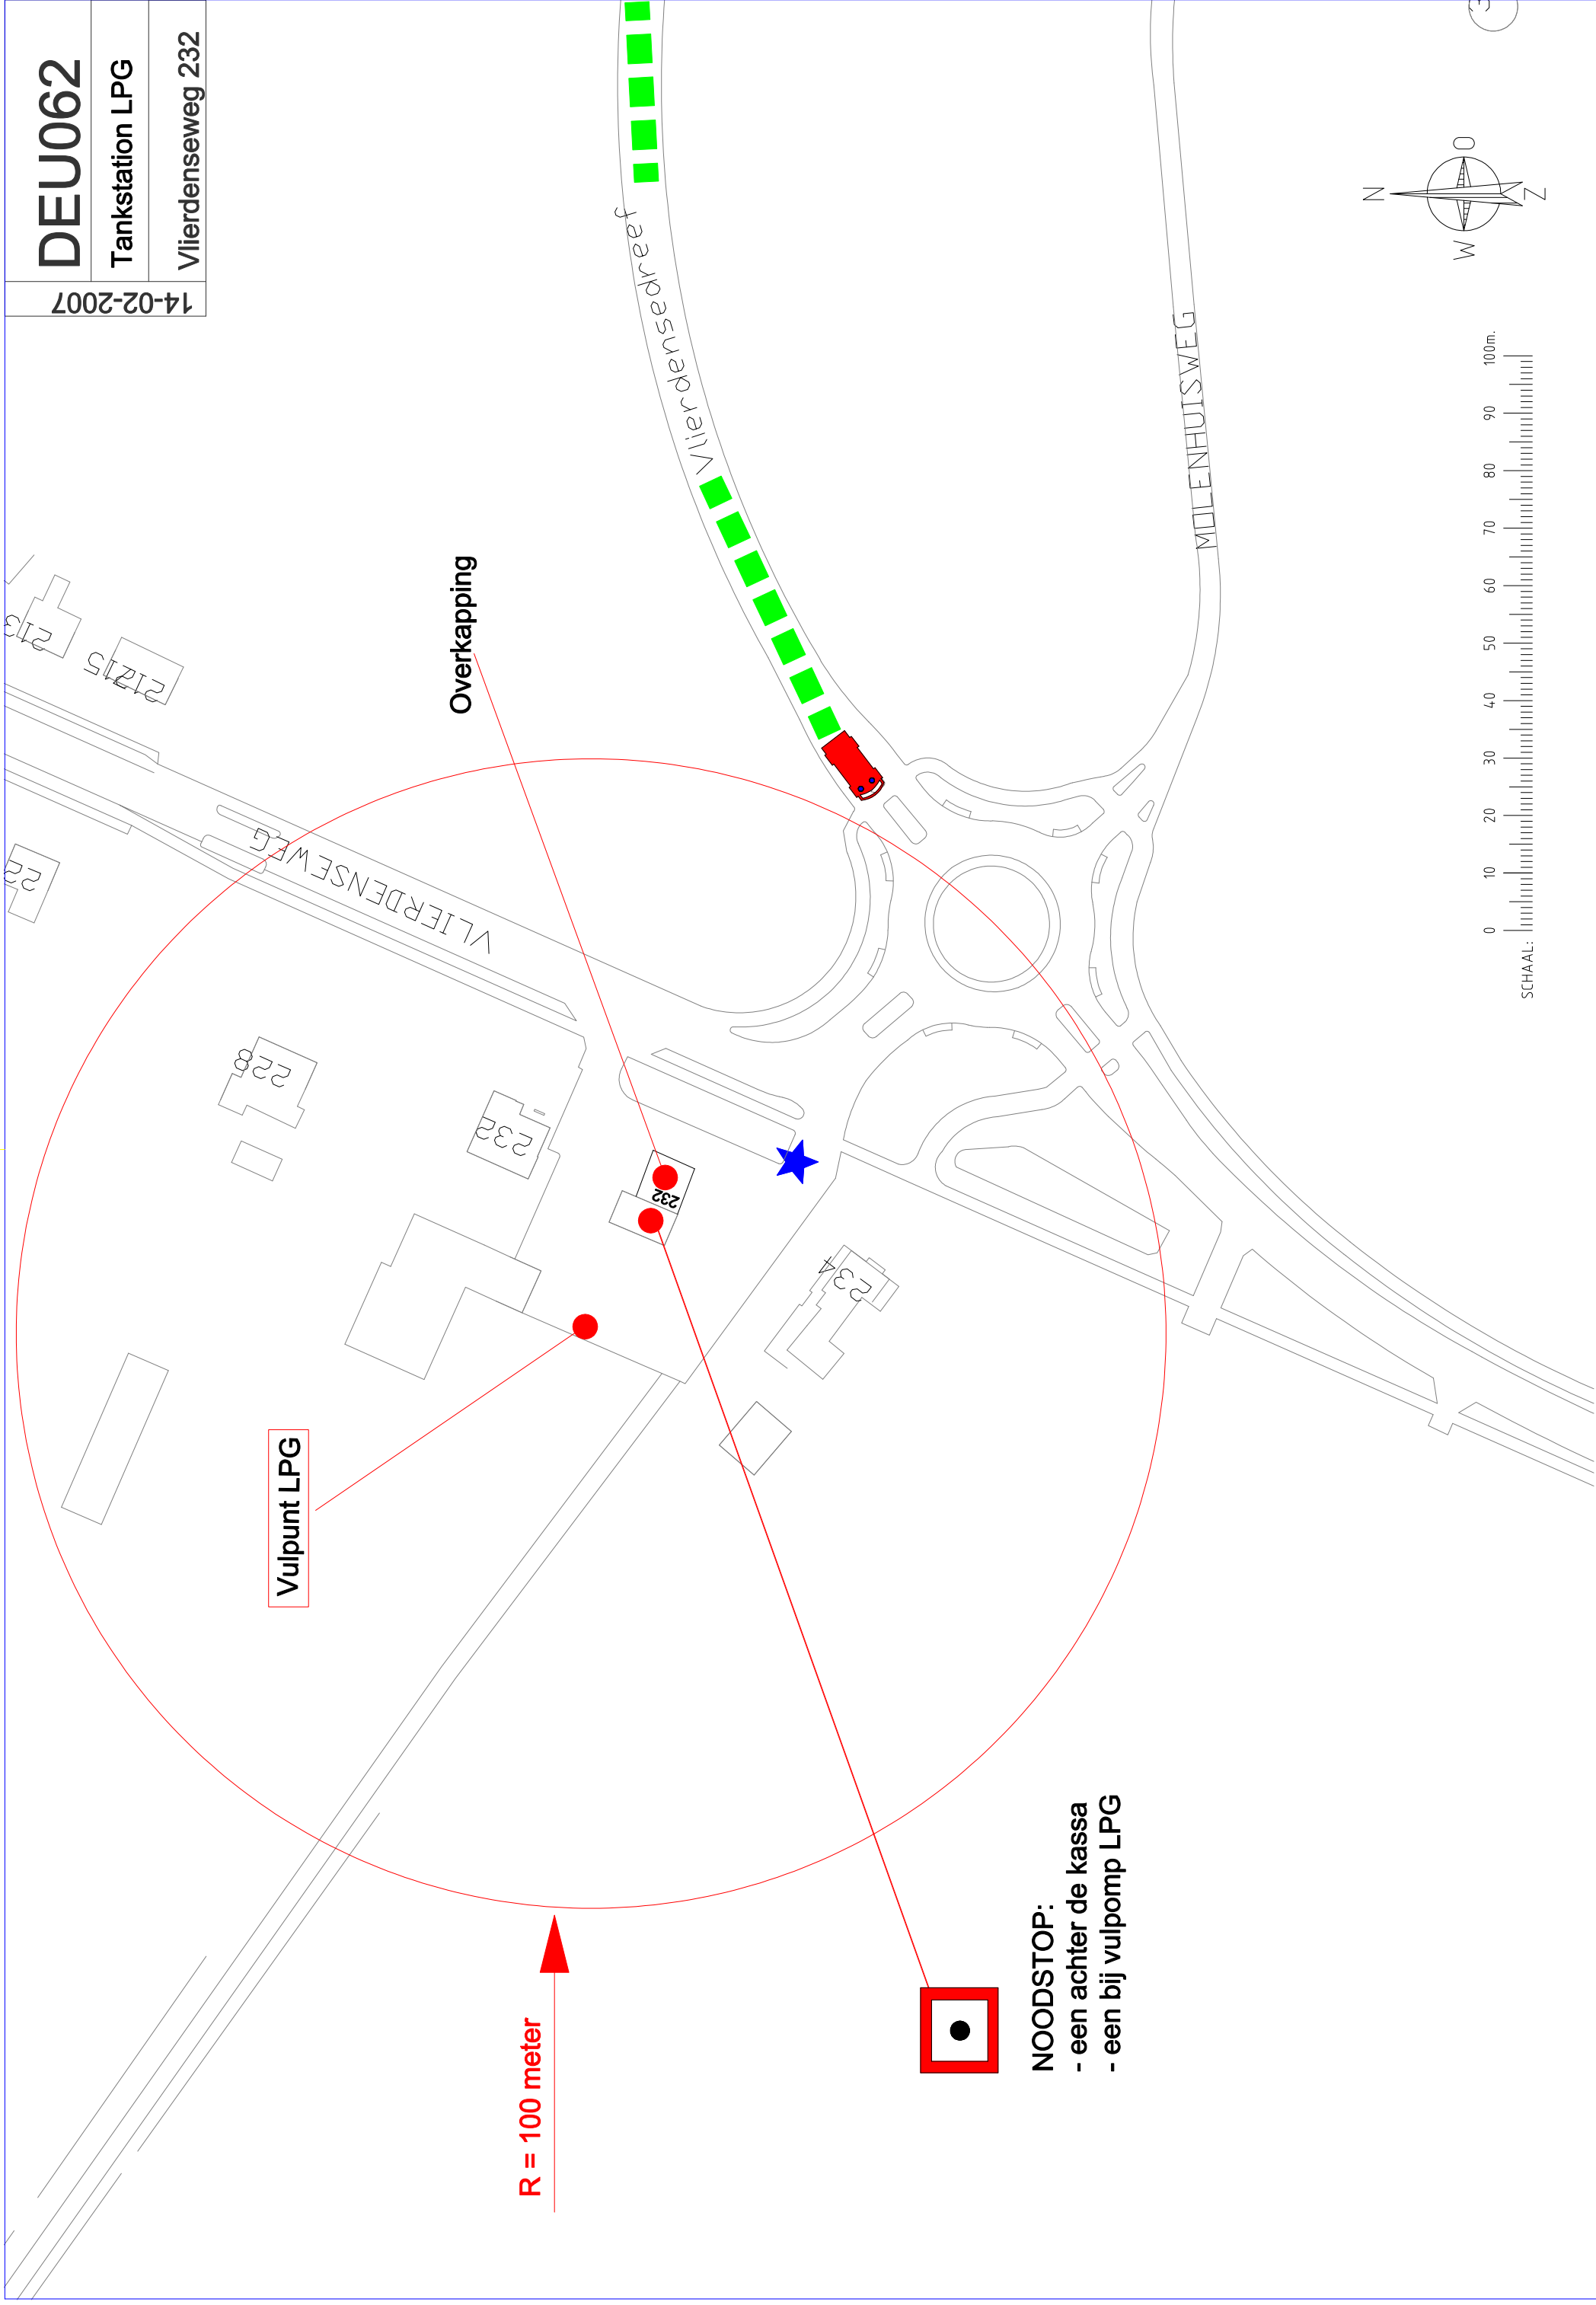 DEU062
Tankstation LPG
Vlierdenseweg 232
14-02-2007
Vlierdensedreef
MOLENHUISWEG
VLIERDENSEWEG
Overkapping
Vulpunt LPG
R = 100 meter
NOODSTOP:
- een achter de kassa
- een bij vulpomp LPG
228
232
232
234
N
W
O
Z
SCHAAL:
0 10 20 30 40 50 60 70 80 90 100m.